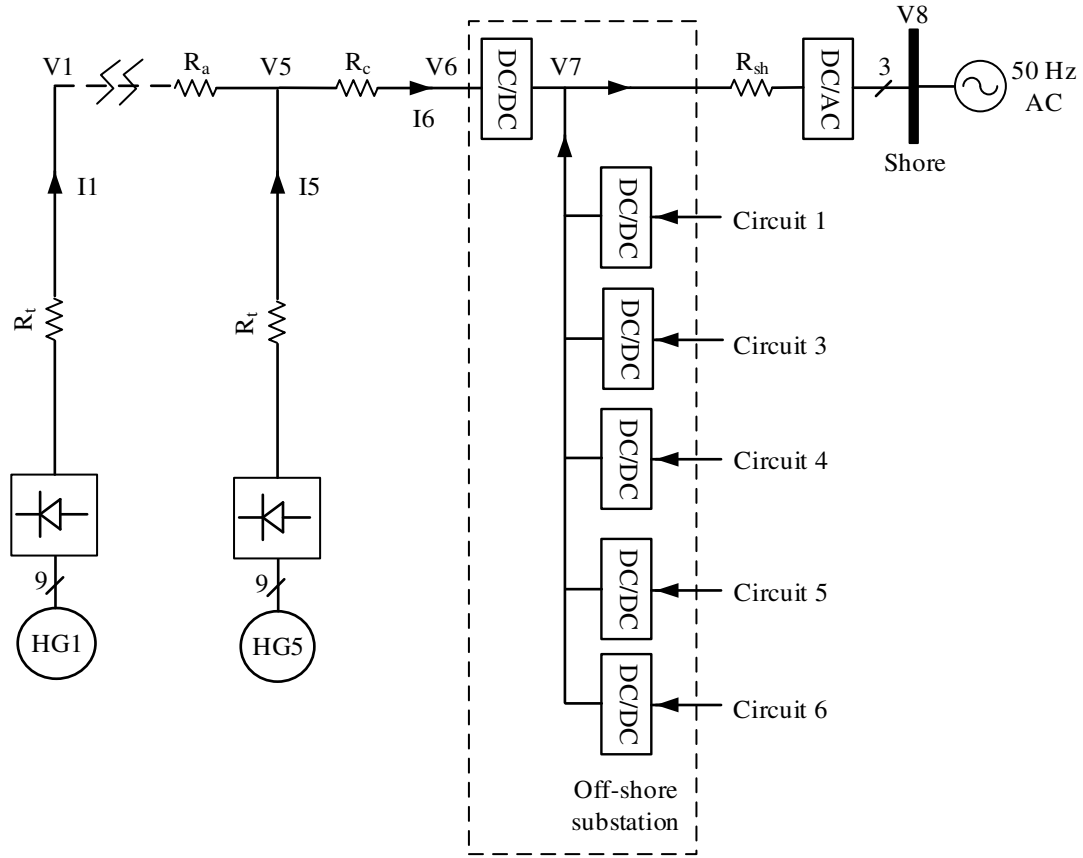 V1
Ra
V5
Rc
V6
DC/DC
V7
Rsh
DC/AC
3
V8
50 Hz
AC
I6
Shore
I1
I5
DC/DC
Circuit 1
Rt
Rt
DC/DC
Circuit 3
DC/DC
Circuit 4
9
9
DC/DC
Circuit 5
HG1
HG5
DC/DC
Circuit 6
Off-shore
substation